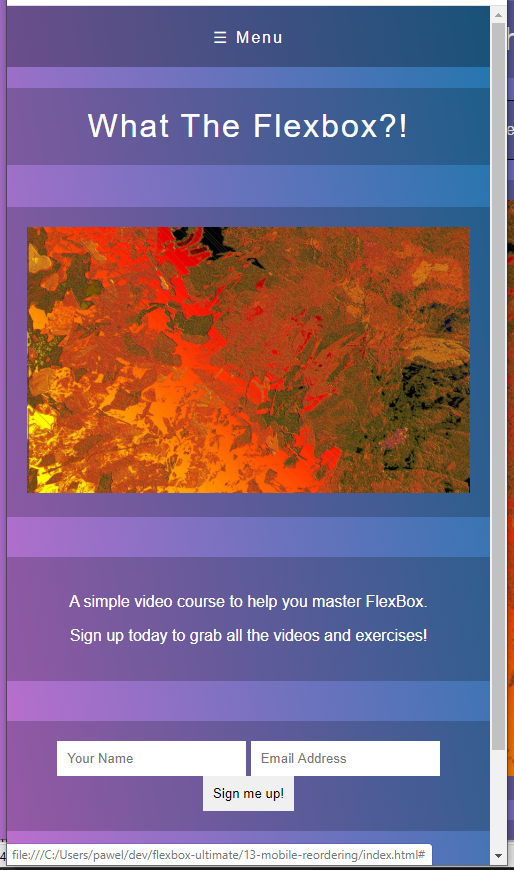 ☰ Menu
What The Flexbox?!
A simple video course to help you master FlexBox.
Sign up today to grab all the videos and exercises!
Your Name
Email Address
Sign me up!
file:///C:/Users/pawel/dev/flexbox-ultimate/13-mobile-reordering/index.html#